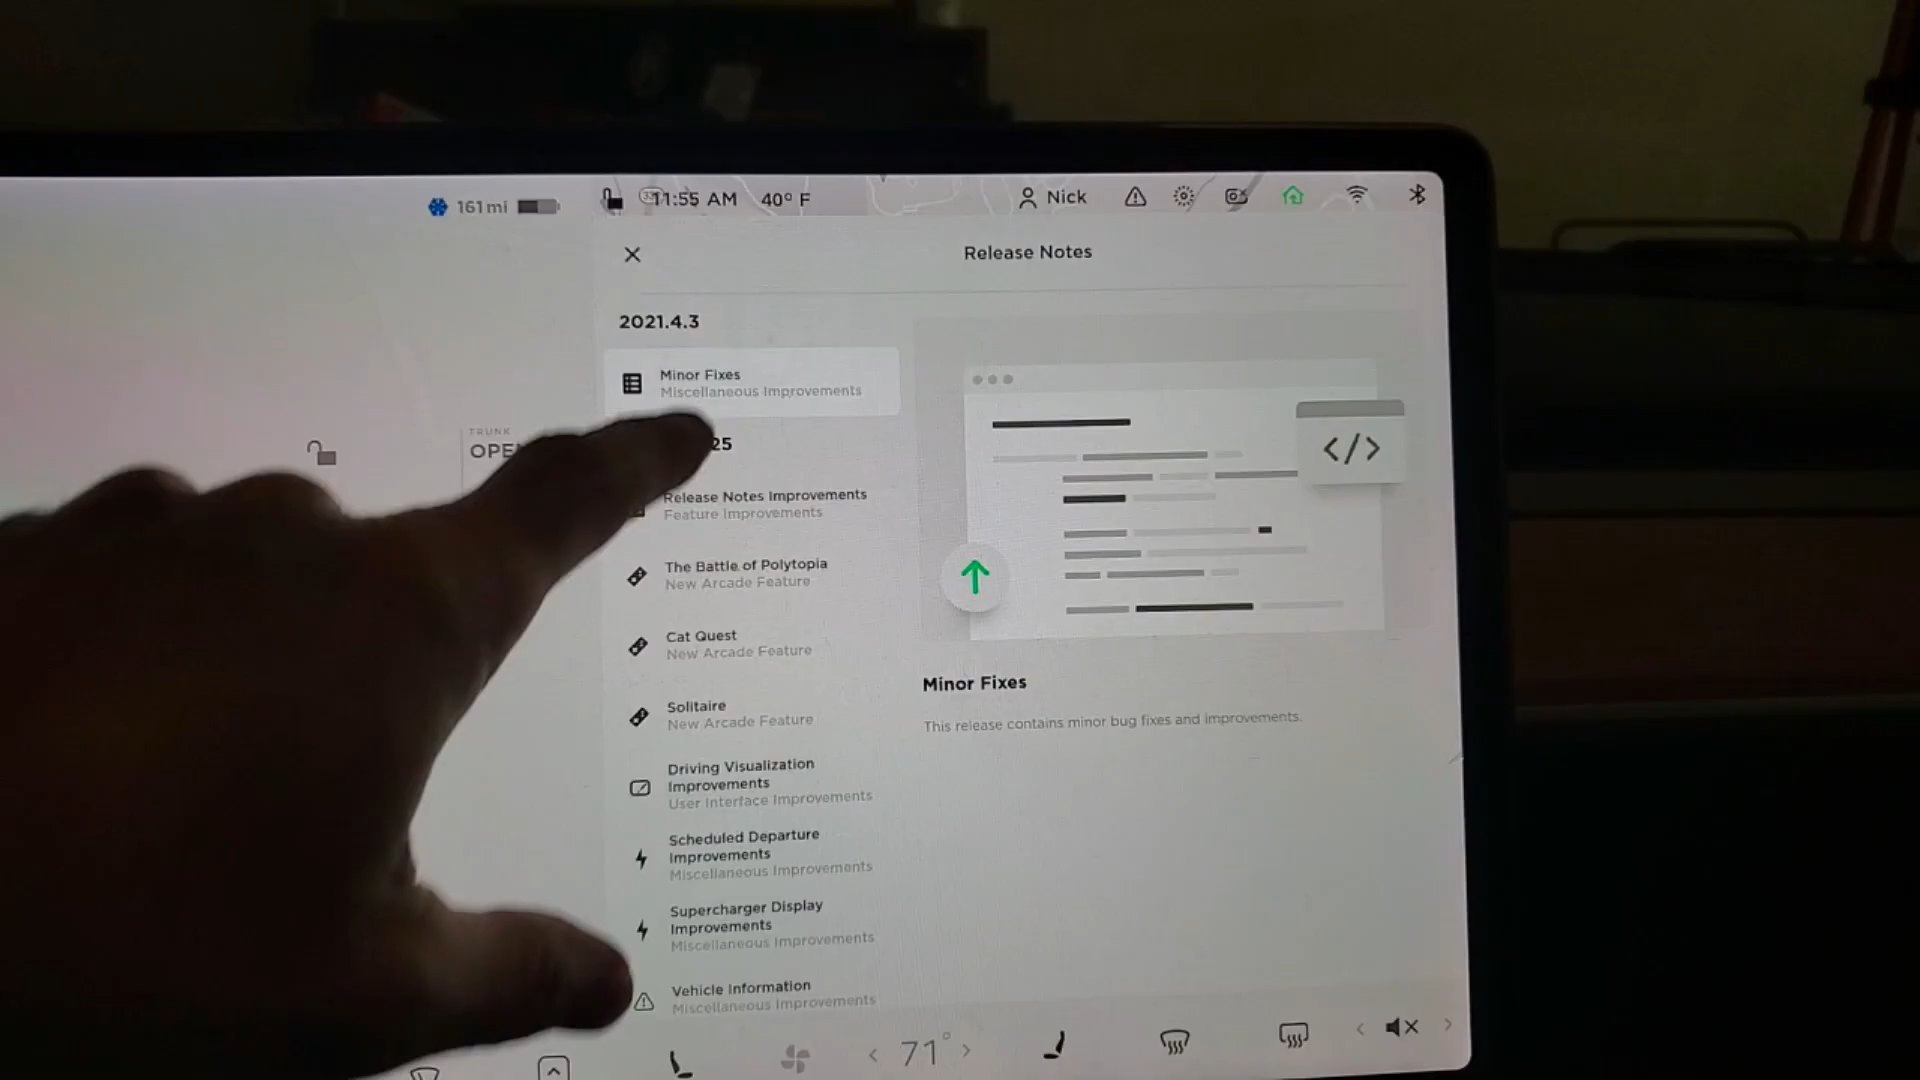 161 mi
11:55 AM 40° F
Nick
Release Notes
2021.4.3
Minor Fixes
Miscellaneous Improvements
TRUNK
25
Release Notes Improvements
Feature Improvements
The Battle of Polytopia
New Arcade Feature
Cat Quest
New Arcade Feature
Solitaire
New Arcade Feature
Driving Visualization
Improvements
User Interface Improvements
Scheduled Departure
Improvements
Miscellaneous Improvements
Supercharger Display
Improvements
Miscellaneous Improvements
Vehicle Information
Miscellaneous Improvements
</>
Minor Fixes
This release contains minor bug fixes and improvements.
< 71° >